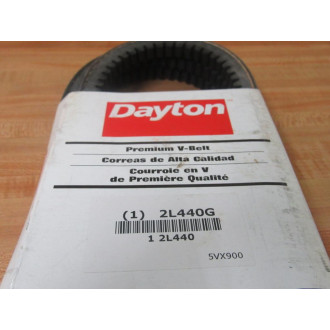 Dayton
Premium V-Belt
Correas de Alta Calidad
Courroie en V
de Première Qualité
(1) 2L440G
1 2L440
5VX900